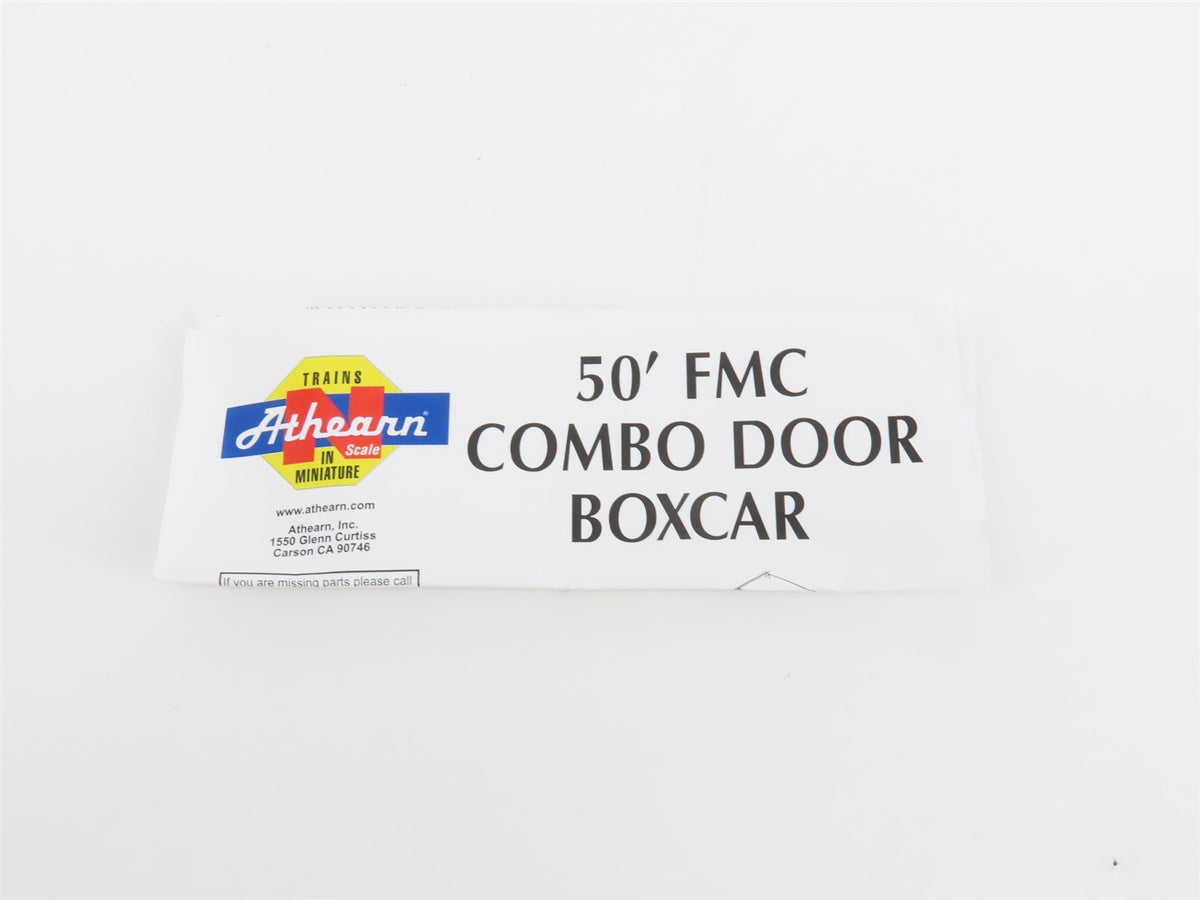 TRAINS
Athearn®
N
Scale
IN
MINIATURE
www.athearn.com
Athearn, Inc.
1550 Glenn Curtiss
Carson CA 90746
If you are missing parts please call
50' FMC
COMBO DOOR
BOXCAR